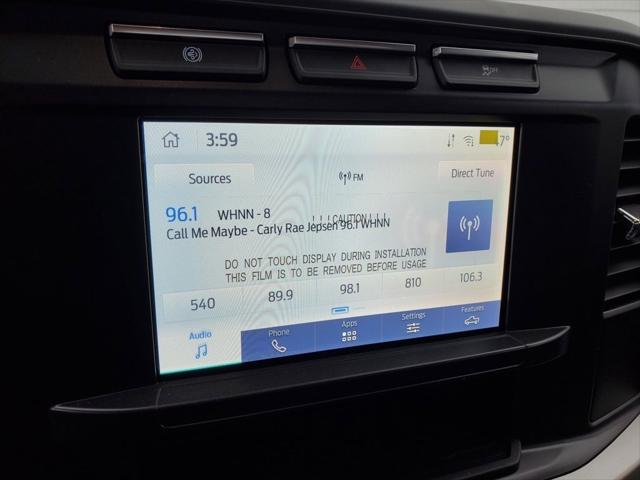 OFF
3:59
7°
Sources
FM
Direct Tune
96.1 WHNN - 8
! ! ! CAUTION ! ! !
Call Me Maybe - Carly Rae Jepsen 96.1 WHNN
DO NOT TOUCH DISPLAY DURING INSTALLATION
THIS FILM IS TO BE REMOVED BEFORE USAGE
540 89.9 98.1 810 106.3
Audio Phone Apps Settings Features